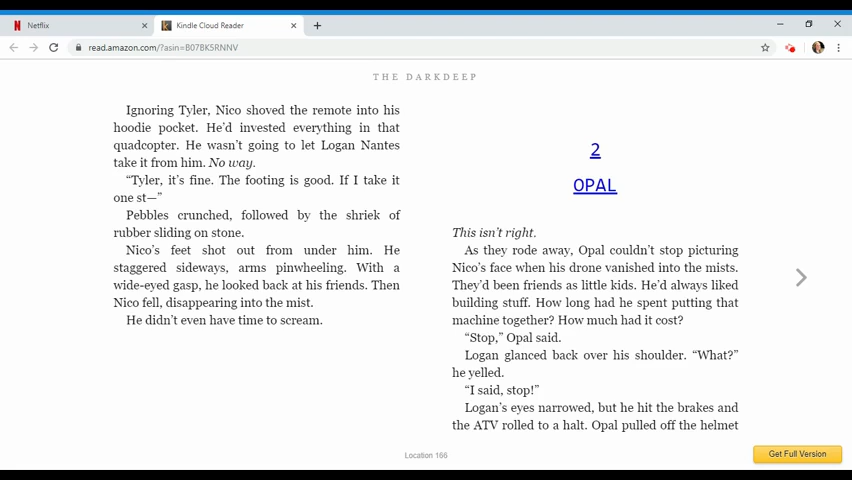 Netflix
Kindle Cloud Reader
read.amazon.com/?asin=B07BK5RNNV
THE DARKDEEP
Ignoring Tyler, Nico shoved the remote into his
hoodie pocket. He’d invested everything in that
quadcopter. He wasn’t going to let Logan Nantes
take it from him. No way.
“Tyler, it’s fine. The footing is good. If I take it
one st—”
Pebbles crunched, followed by the shriek of
rubber sliding on stone.
Nico’s feet shot out from under him. He
staggered sideways, arms pinwheeling. With a
wide-eyed gasp, he looked back at his friends. Then
Nico fell, disappearing into the mist.
He didn’t even have time to scream.
2
OPAL
This isn’t right.
As they rode away, Opal couldn’t stop picturing
Nico’s face when his drone vanished into the mists.
They’d been friends as little kids. He’d always liked
building stuff. How long had he spent putting that
machine together? How much had it cost?
“Stop,” Opal said.
Logan glanced back over his shoulder. “What?”
he yelled.
“I said, stop!”
Logan’s eyes narrowed, but he hit the brakes and
the ATV rolled to a halt. Opal pulled off the helmet
Location 166
Get Full Version